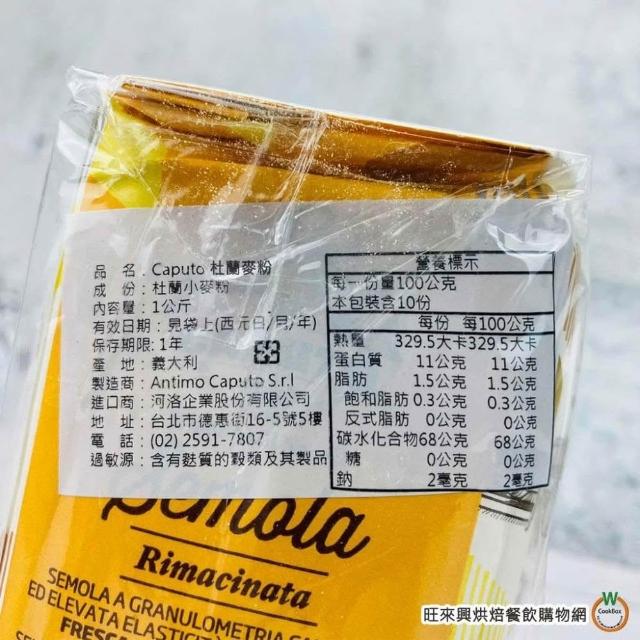 品　名：Caputo 杜蘭麥粉
成　份：杜蘭小麥粉
內容量：1公斤
有效日期：見袋上(西元日/月/年)
保存期限: 1年
產　地：義大利
製造商：Antimo Caputo S.r.l
進口商：河洛企業股份有限公司
地　址：台北市德惠街16-5號5樓
電　話：(02) 2591-7807
過敏源：含有麩質的穀類及其製品
營養標示
每一份量100公克
本包裝含10份
每份 每100公克
熱量 329.5大卡 329.5大卡
蛋白質 11公克 11公克
脂肪 1.5公克 1.5公克
飽和脂肪 0.3公克 0.3公克
反式脂肪 0公克 0公克
碳水化合物 68公克 68公克
糖 0公克 0公克
鈉 2毫克 2毫克
Semola
Rimacinata
SEMOLA A GRANULOMETRIA
ED ELEVATA ELASTICIT
FRESCA
旺來興烘焙餐飲購物網
W
CookBox